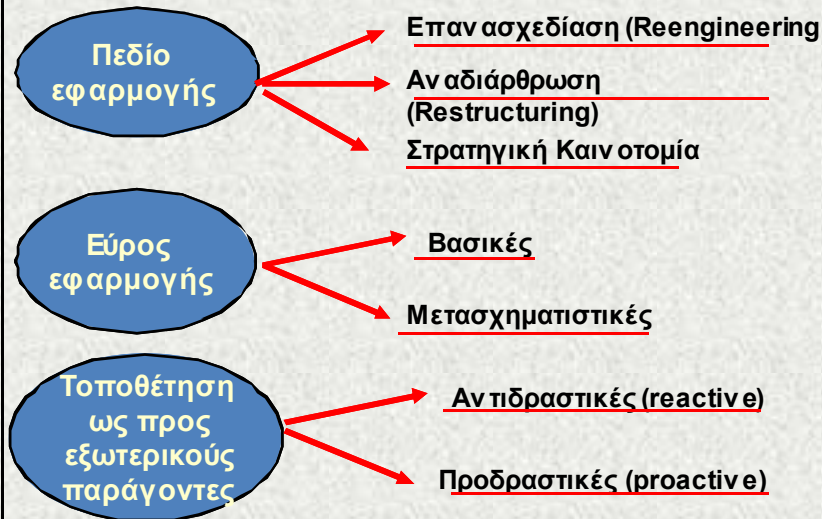 Πεδίο
εφαρμογής
Επανασχεδίαση (Reengineering
Αναδιάρθρωση
(Restructuring)
Στρατηγική Καινοτομία
Εύρος
εφαρμογής
Βασικές
Μετασχηματιστικές
Τοποθέτηση
ως προς
εξωτερικούς
παράγοντες
Αντιδραστικές (reactive)
Προδραστικές (proactive)